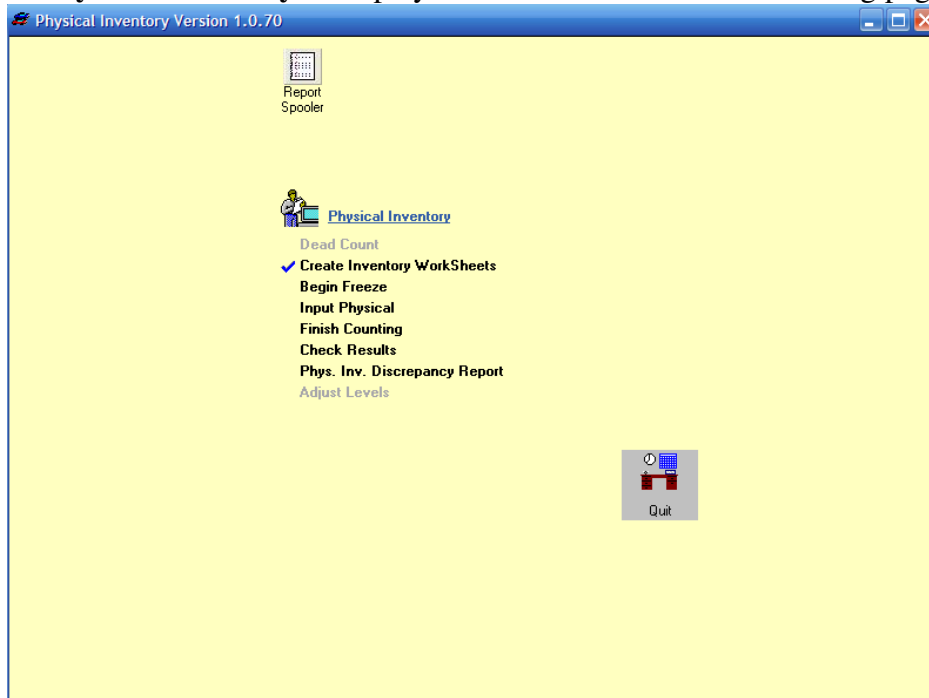 Physical Inventory Version 1.0.70
Report
Spooler
Physical Inventory
Dead Count
Create Inventory WorkSheets
Begin Freeze
Input Physical
Finish Counting
Check Results
Phys. Inv. Discrepancy Report
Adjust Levels
Quit